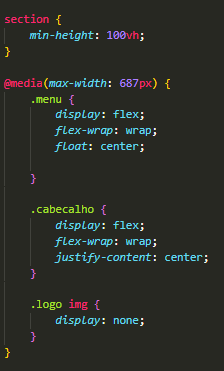 section {
    min-height: 100vh;
}

@media(max-width: 687px) {
    .menu {
        display: flex;
        flex-wrap: wrap;
        float: center;

    }

    .cabecalho {
        display: flex;
        flex-wrap: wrap;
        justify-content: center;
    }

    .logo img {
        display: none;
    }
}